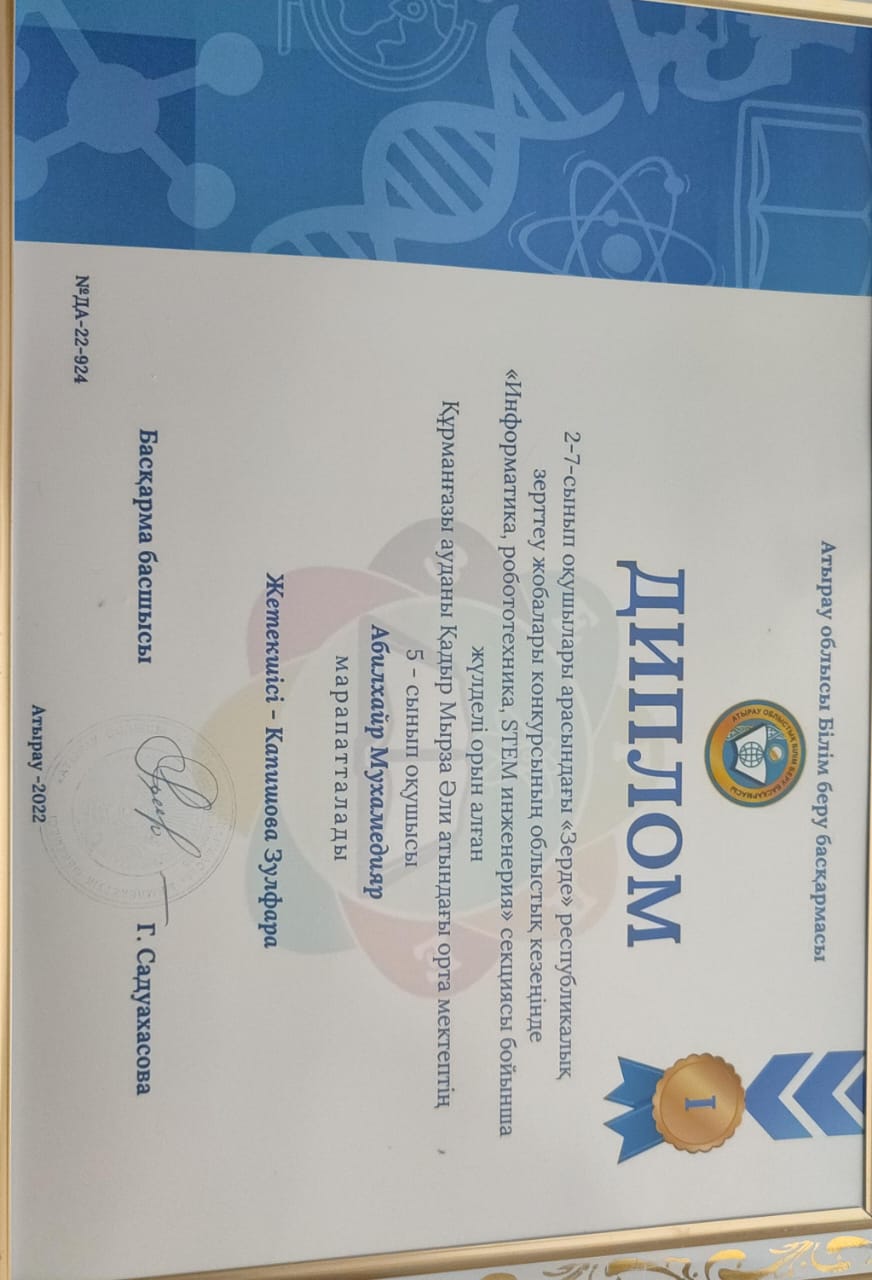 Атырау облысы Білім беру басқармасы
АТЫРАУ ОБЛЫСТЫҚ БІЛІМ БЕРУ БАСҚАРМАСЫ
I
ДИПЛОМ
2-7-сынып оқушылары арасындағы «Зерде» республикалық
зерттеу жобалары конкурсының облыстық кезеңінде
«Информатика, робототехника, STEM инженерия» секциясы бойынша
жүлделі орын алған
Құрманғазы ауданы Қадыр Мырза Әли атындағы орта мектептің
5 - сынып оқушысы
Абилхайр Мухамедияр
марапатталады
Жетекшісі - Капишова Зулфара
Басқарма басшысы
Г. Садуахасова
№ДА-22-924
Атырау -2022